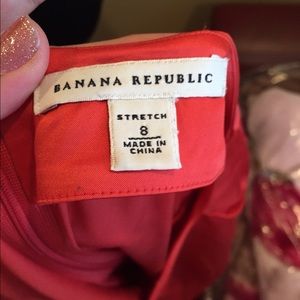 BANANA REPUBLIC
STRETCH
8
MADE IN
CHINA